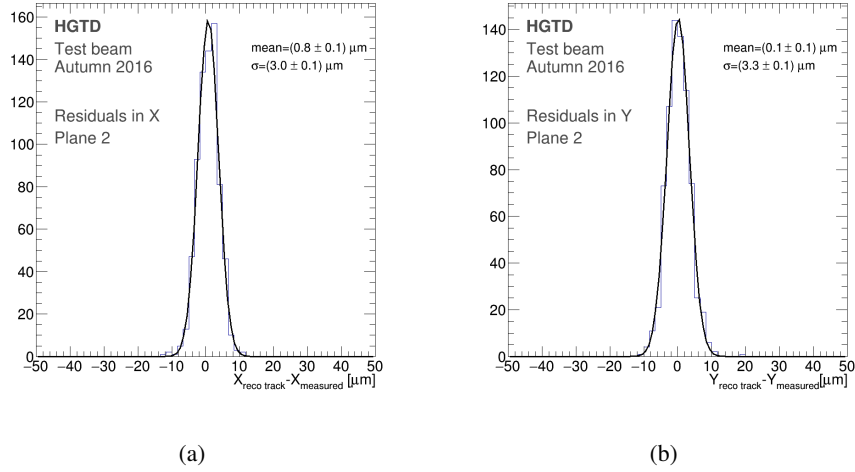 HGTD
Test beam
Autumn 2016
Residuals in X
Plane 2
mean=(0.8 ± 0.1) μm
σ=(3.0 ± 0.1) μm
160
140
120
100
80
60
40
20
0
−50 −40 −30 −20 −10 0 10 20 30 40 50
Xreco track-Xmeasured [μm]
(a)
HGTD
Test beam
Autumn 2016
Residuals in Y
Plane 2
mean=(0.1 ± 0.1) μm
σ=(3.3 ± 0.1) μm
140
120
100
80
60
40
20
0
−50 −40 −30 −20 −10 0 10 20 30 40 50
Yreco track-Ymeasured[μm]
(b)